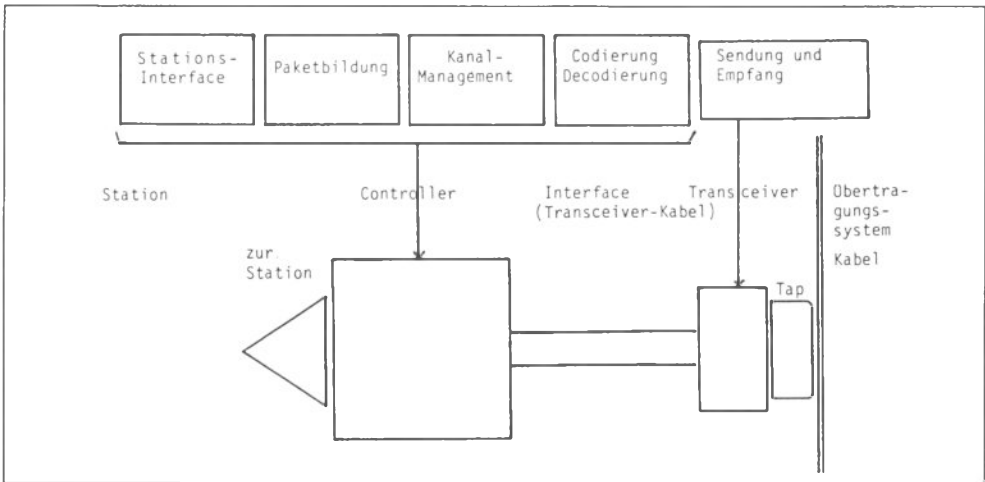 Stations-
Interface
Paketbildung
Kanal-
Management
Codierung
Decodierung
Sendung und
Empfang
Station
Controller
Interface
(Transceiver-Kabel)
Transceiver
Obertra-
gungs-
system
Kabel
zur
Station
Tap